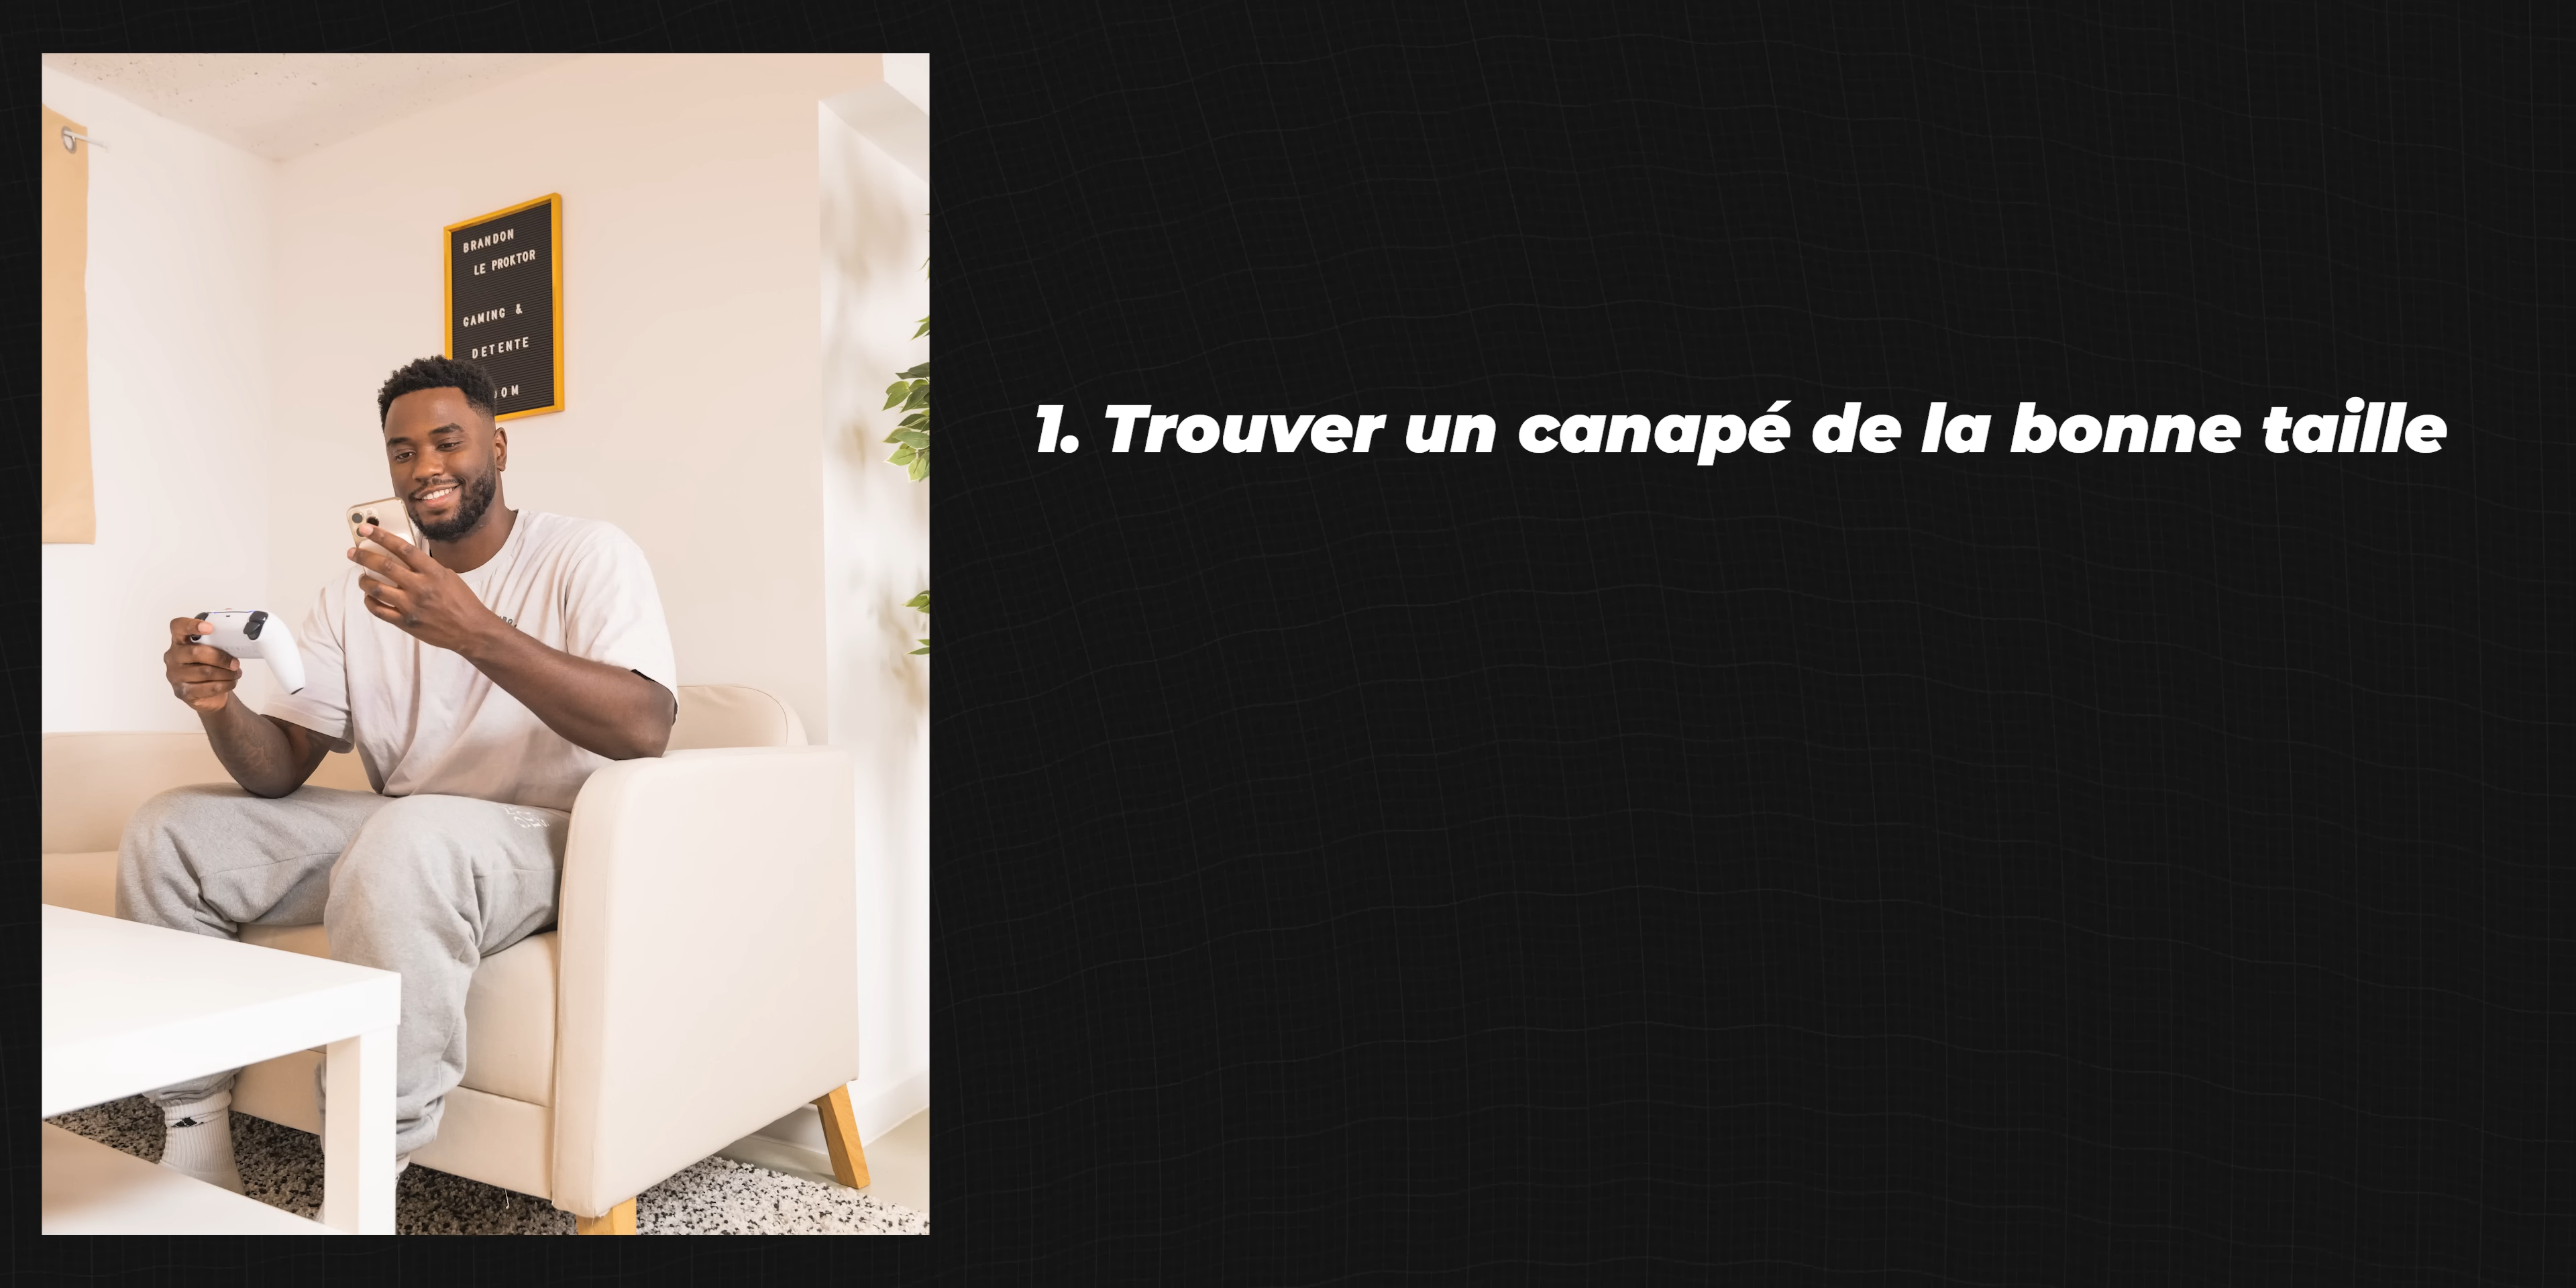 BRANDON
LE PROKTOR
GAMING &
DETENTE
1. Trouver un canapé de la bonne taille